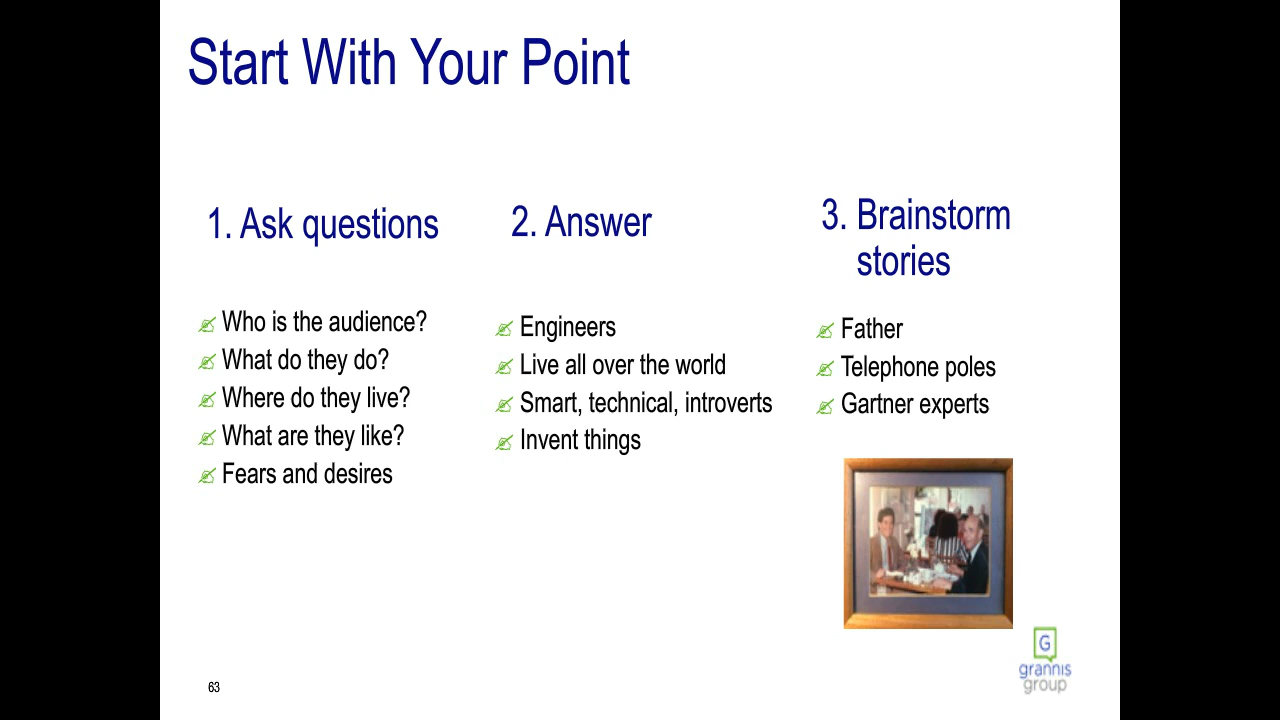 Start With Your Point
1. Ask questions
Who is the audience?
What do they do?
Where do they live?
What are they like?
Fears and desires
2. Answer
Engineers
Live all over the world
Smart, technical, introverts
Invent things
3. Brainstorm
stories
Father
Telephone poles
Gartner experts
G
grannis
group
63